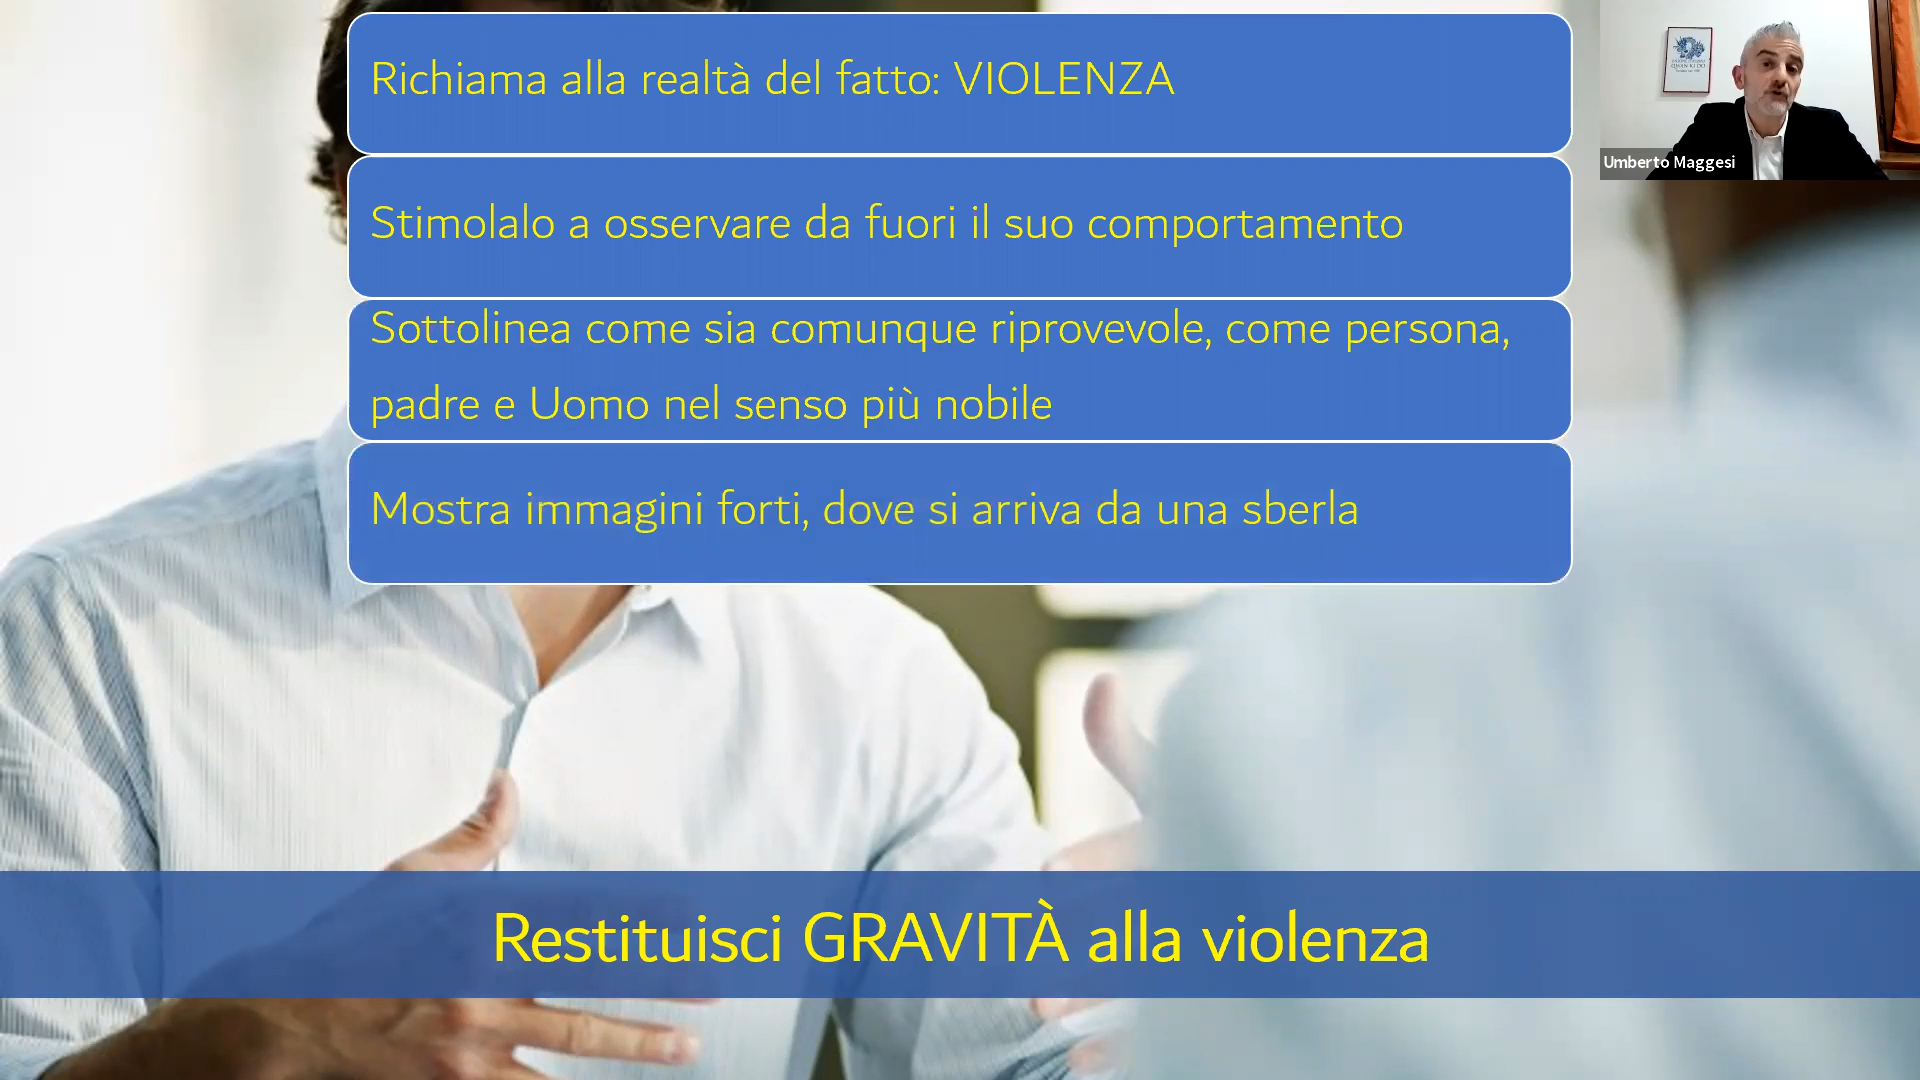 Richiama alla realtà del fatto: VIOLENZA
Stimolalo a osservare da fuori il suo comportamento
Sottolinea come sia comunque riprovevole, come persona,
padre e Uomo nel senso più nobile
Mostra immagini forti, dove si arriva da una sberla
Restituisci GRAVITÀ alla violenza
Umberto Maggesi